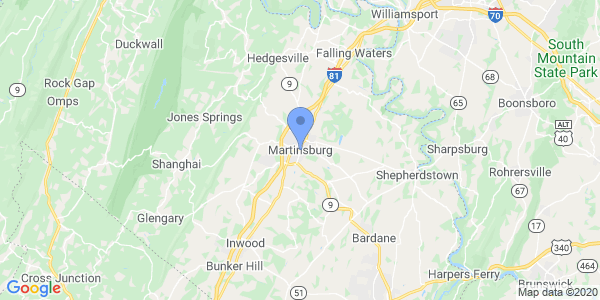 Williamsport
70
Duckwall
Hedgesville
Falling Waters
South
Mountain
State Park
81
68
Rock Gap
9
9
Omps
65
Boonsboro
Jones Springs
ALT
40
Martinsburg
Sharpsburg
Shanghai
Rohrersville
Shepherdstown
9
Glengary
17
Inwood
Bardane
340
Bunker Hill
464
Cross Junction
Harpers Ferry
Brunswick
Google
Map data ©2020